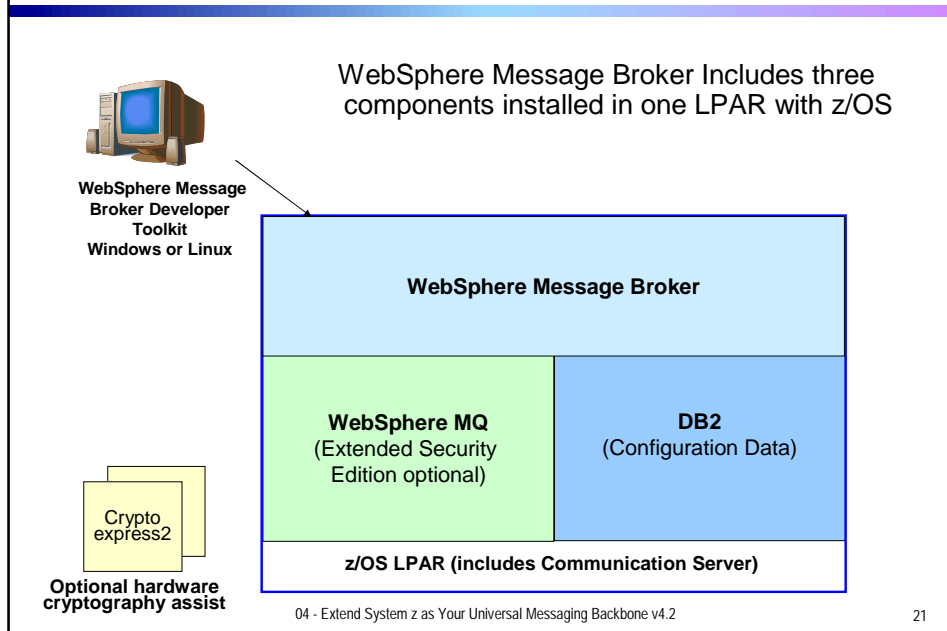 WebSphere Message Broker Includes three
components installed in one LPAR with z/OS
WebSphere Message
Broker Developer
Toolkit
Windows or Linux
WebSphere Message Broker
WebSphere MQ
(Extended Security
Edition optional)
DB2
(Configuration Data)
z/OS LPAR (includes Communication Server)
Crypto
express2
Optional hardware
cryptography assist
04 - Extend System z as Your Universal Messaging Backbone v4.2
21